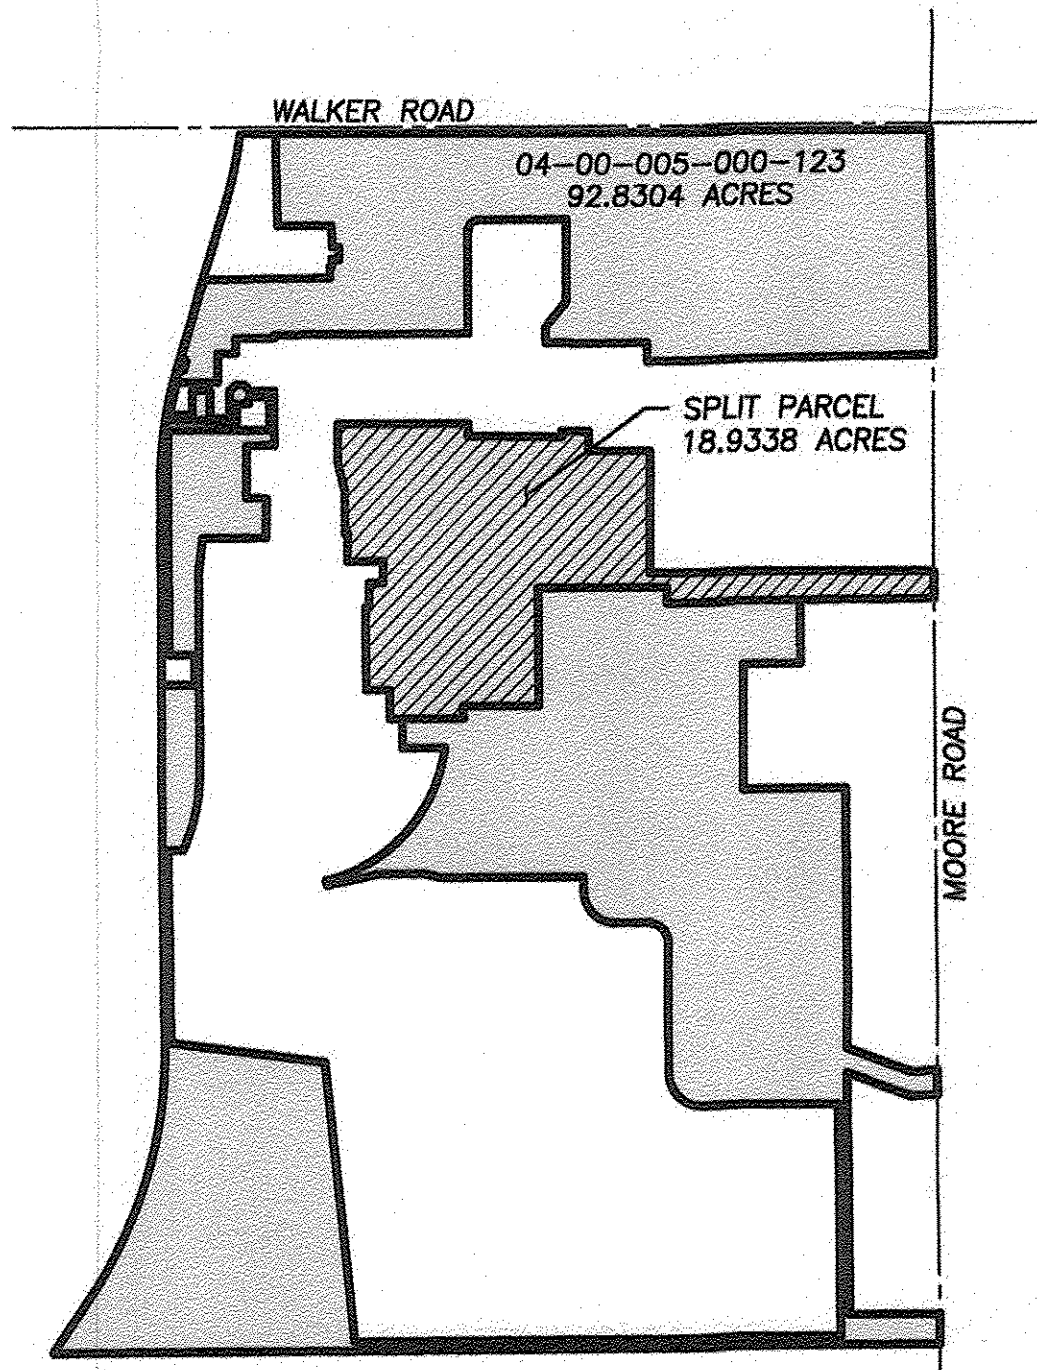 WALKER ROAD
04-00-005-000-123
92.8304 ACRES
SPLIT PARCEL
18.9338 ACRES
MOORE ROAD